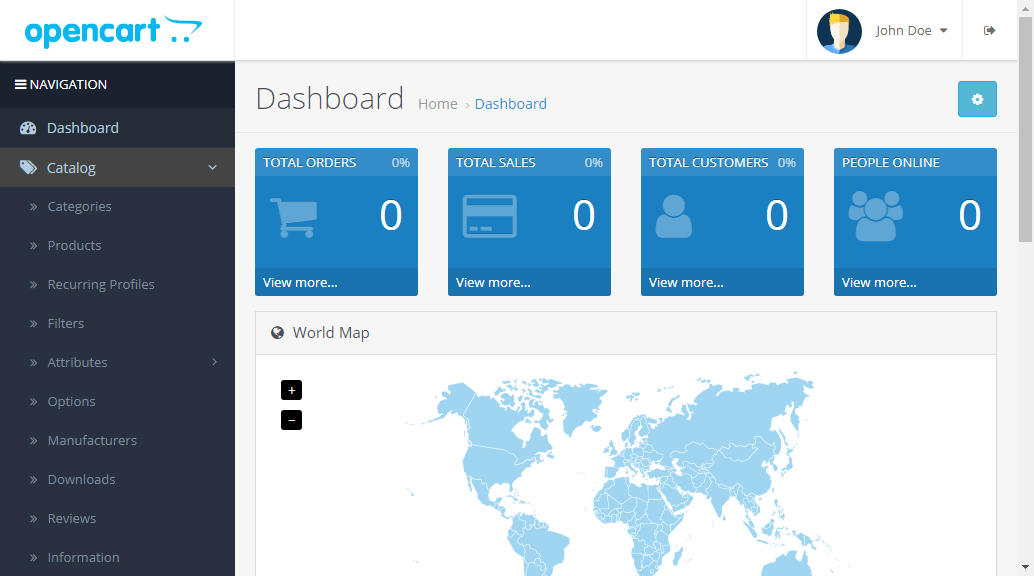 opencart
John Doe
NAVIGATION
Dashboard
Catalog
Categories
Products
Recurring Profiles
Filters
Attributes
Options
Manufacturers
Downloads
Reviews
Information
Dashboard Home › Dashboard
TOTAL ORDERS 0%
0
View more...
TOTAL SALES 0%
0
View more...
TOTAL CUSTOMERS 0%
0
View more...
PEOPLE ONLINE
0
View more...
World Map
+
−